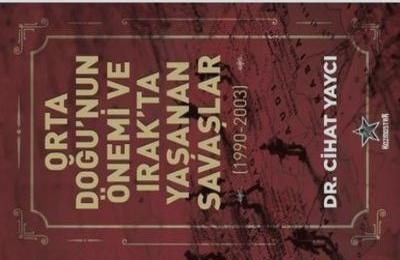 ORTA
DOĞU'NUN
ÖNEMİ VE
IRAK'TA
YAŞANAN
SAVAŞLAR
(1990-2003)
DR. CİHAT YAYCI